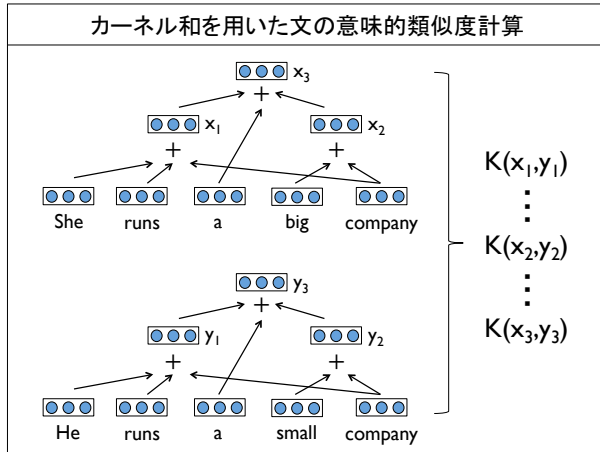 カーネル和を用いた文の意味的類似度計算
x3
+
x1
x2
+
+
She runs a big company
y3
+
y1
y2
+
+
He runs a small company
K(x1,y1)
⋮
K(x2,y2)
⋮
K(x3,y3)